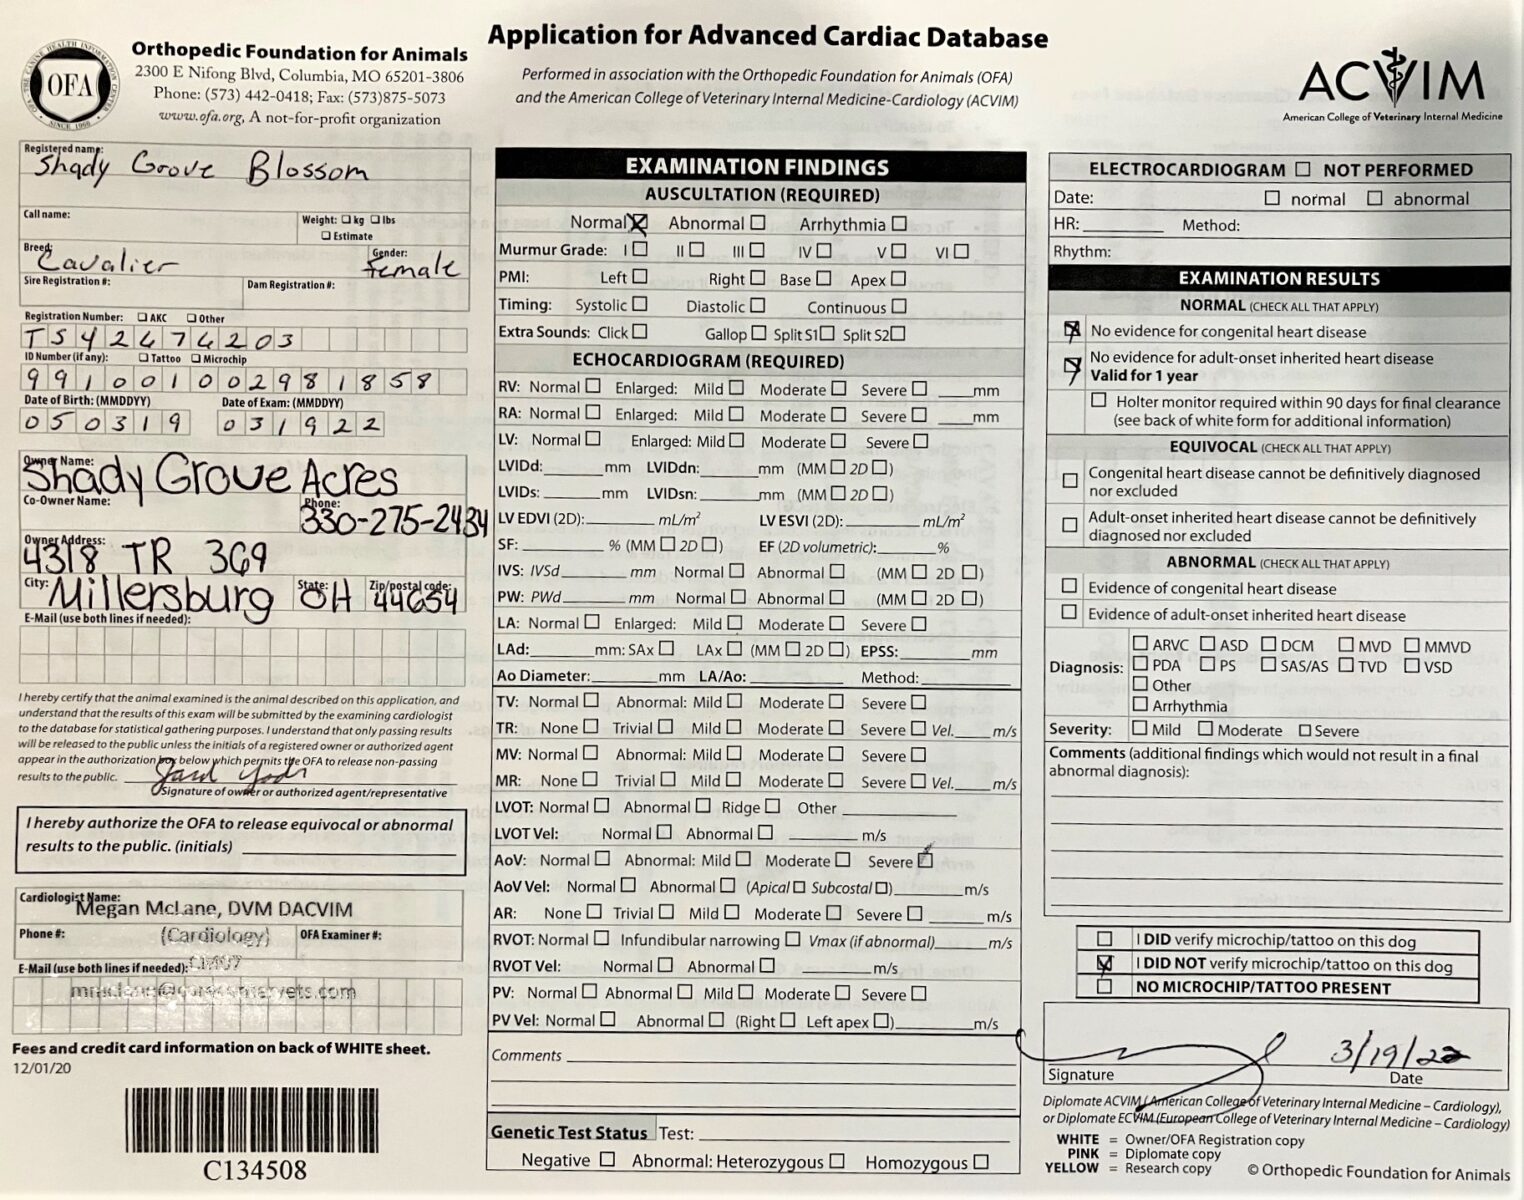 Application for Advanced Cardiac Database
Performed in association with the Orthopedic Foundation for Animals (OFA)
and the American College of Veterinary Internal Medicine-Cardiology (ACVIM)
OFA
Orthopedic Foundation for Animals
2300 E Nifong Blvd, Columbia, MO 65201-3806
Phone: (573) 442-0418; Fax: (573)875-5073
www.ofa.org, A not-for-profit organization
ACVIM
American College of Veterinary Internal Medicine
Registered name:
Shady Grove Blossom
Call name:
Weight: ☐ kg ☐ lbs
☐ Estimate
Breed: Cavalier
Gender: female
Sire Registration #:
Dam Registration #:
Registration Number: ☐ AKC ☐ Other
TS42674203
ID Number (if any): ☐ Tattoo ☐ Microchip
991001002981858
Date of Birth: (MMDDYY) Date of Exam: (MMDDYY)
050319 031922
Owner Name:
Shady Grove Acres
Co-Owner Name:
Phone:
330-275-2434
Owner Address:
4318 TR 369
City: Millersburg State: OH Zip/postal code: 44654
E-Mail (use both lines if needed):
I hereby certify that the animal examined is the animal described on this application, and
understand that the results of this exam will be submitted by the examining cardiologist
to the database for statistical gathering purposes. I understand that only passing results
will be released to the public unless the initials of a registered owner or authorized agent
appear in the authorization box below which permits the OFA to release non-passing
results to the public.
Signature of owner or authorized agent/representative
I hereby authorize the OFA to release equivocal or abnormal
results to the public. (initials)
Cardiologist Name:
Megan McLane, DVM DACVIM
Phone #: (Cardiology) OFA Examiner #:
E-Mail (use both lines if needed):
Fees and credit card information on back of WHITE sheet.
12/01/20
C134508
EXAMINATION FINDINGS
AUSCULTATION (REQUIRED)
Normal ☒ Abnormal ☐ Arrhythmia ☐
Murmur Grade: I ☐ II ☐ III ☐ IV ☐ V ☐ VI ☐
PMI: Left ☐ Right ☐ Base ☐ Apex ☐
Timing: Systolic ☐ Diastolic ☐ Continuous ☐
Extra Sounds: Click ☐ Gallop ☐ Split S1 ☐ Split S2 ☐
ECHOCARDIOGRAM (REQUIRED)
RV: Normal ☐ Enlarged: Mild ☐ Moderate ☐ Severe ☐ ____mm
RA: Normal ☐ Enlarged: Mild ☐ Moderate ☐ Severe ☐ ____mm
LV: Normal ☐ Enlarged: Mild ☐ Moderate ☐ Severe ☐
LVIDd:______mm LVIDdn:______mm (MM ☐ 2D ☐)
LVIDs:______mm LVIDsn:______mm (MM ☐ 2D ☐)
LV EDVI (2D):______ mL/m² LV ESVI (2D):______ mL/m²
SF:______ % (MM ☐ 2D ☐) EF (2D volumetric):______%
IVS: IVSd______ mm Normal ☐ Abnormal ☐ (MM ☐ 2D ☐)
PW: PWd______ mm Normal ☐ Abnormal ☐ (MM ☐ 2D ☐)
LA: Normal ☐ Enlarged: Mild ☐ Moderate ☐ Severe ☐
LAd:______mm: SAx ☐ LAx ☐ (MM ☐ 2D ☐) EPSS:______mm
Ao Diameter:______ mm LA/Ao:______ Method:______
TV: Normal ☐ Abnormal: Mild ☐ Moderate ☐ Severe ☐
TR: None ☐ Trivial ☐ Mild ☐ Moderate ☐ Severe ☐ Vel.____m/s
MV: Normal ☐ Abnormal: Mild ☐ Moderate ☐ Severe ☐
MR: None ☐ Trivial ☐ Mild ☐ Moderate ☐ Severe ☐ Vel.____m/s
LVOT: Normal ☐ Abnormal ☐ Ridge ☐ Other ______
LVOT Vel: Normal ☐ Abnormal ☐ ______ m/s
AoV: Normal ☐ Abnormal: Mild ☐ Moderate ☐ Severe ☐
AoV Vel: Normal ☐ Abnormal ☐ (Apical ☐ Subcostal ☐)______m/s
AR: None ☐ Trivial ☐ Mild ☐ Moderate ☐ Severe ☐ ______m/s
RVOT: Normal ☐ Infundibular narrowing ☐ Vmax (if abnormal)______m/s
RVOT Vel: Normal ☐ Abnormal ☐ ______ m/s
PV: Normal ☐ Abnormal ☐ Mild ☐ Moderate ☐ Severe ☐
PV Vel: Normal ☐ Abnormal ☐ (Right ☐ Left apex ☐)______m/s
Comments
Genetic Test Status Test:
Negative ☐ Abnormal: Heterozygous ☐ Homozygous ☐
ELECTROCARDIOGRAM ☐ NOT PERFORMED
Date: ☐ normal ☐ abnormal
HR:______ Method:
Rhythm:
EXAMINATION RESULTS
NORMAL (CHECK ALL THAT APPLY)
☒ No evidence for congenital heart disease
☒ No evidence for adult-onset inherited heart disease
Valid for 1 year
☐ Holter monitor required within 90 days for final clearance
(see back of white form for additional information)
EQUIVOCAL (CHECK ALL THAT APPLY)
☐ Congenital heart disease cannot be definitively diagnosed
nor excluded
☐ Adult-onset inherited heart disease cannot be definitively
diagnosed nor excluded
ABNORMAL (CHECK ALL THAT APPLY)
☐ Evidence of congenital heart disease
☐ Evidence of adult-onset inherited heart disease
☐ ARVC ☐ ASD ☐ DCM ☐ MVD ☐ MMVD
Diagnosis: ☐ PDA ☐ PS ☐ SAS/AS ☐ TVD ☐ VSD
☐ Other
☐ Arrhythmia
Severity: ☐ Mild ☐ Moderate ☐ Severe
Comments (additional findings which would not result in a final
abnormal diagnosis):
☐ I DID verify microchip/tattoo on this dog
☒ I DID NOT verify microchip/tattoo on this dog
☐ NO MICROCHIP/TATTOO PRESENT
3/19/22
Signature Date
Diplomate ACVIM (American College of Veterinary Internal Medicine – Cardiology),
or Diplomate ECVIM (European College of Veterinary Internal Medicine – Cardiology)
WHITE = Owner/OFA Registration copy
PINK = Diplomate copy
YELLOW = Research copy
© Orthopedic Foundation for Animals